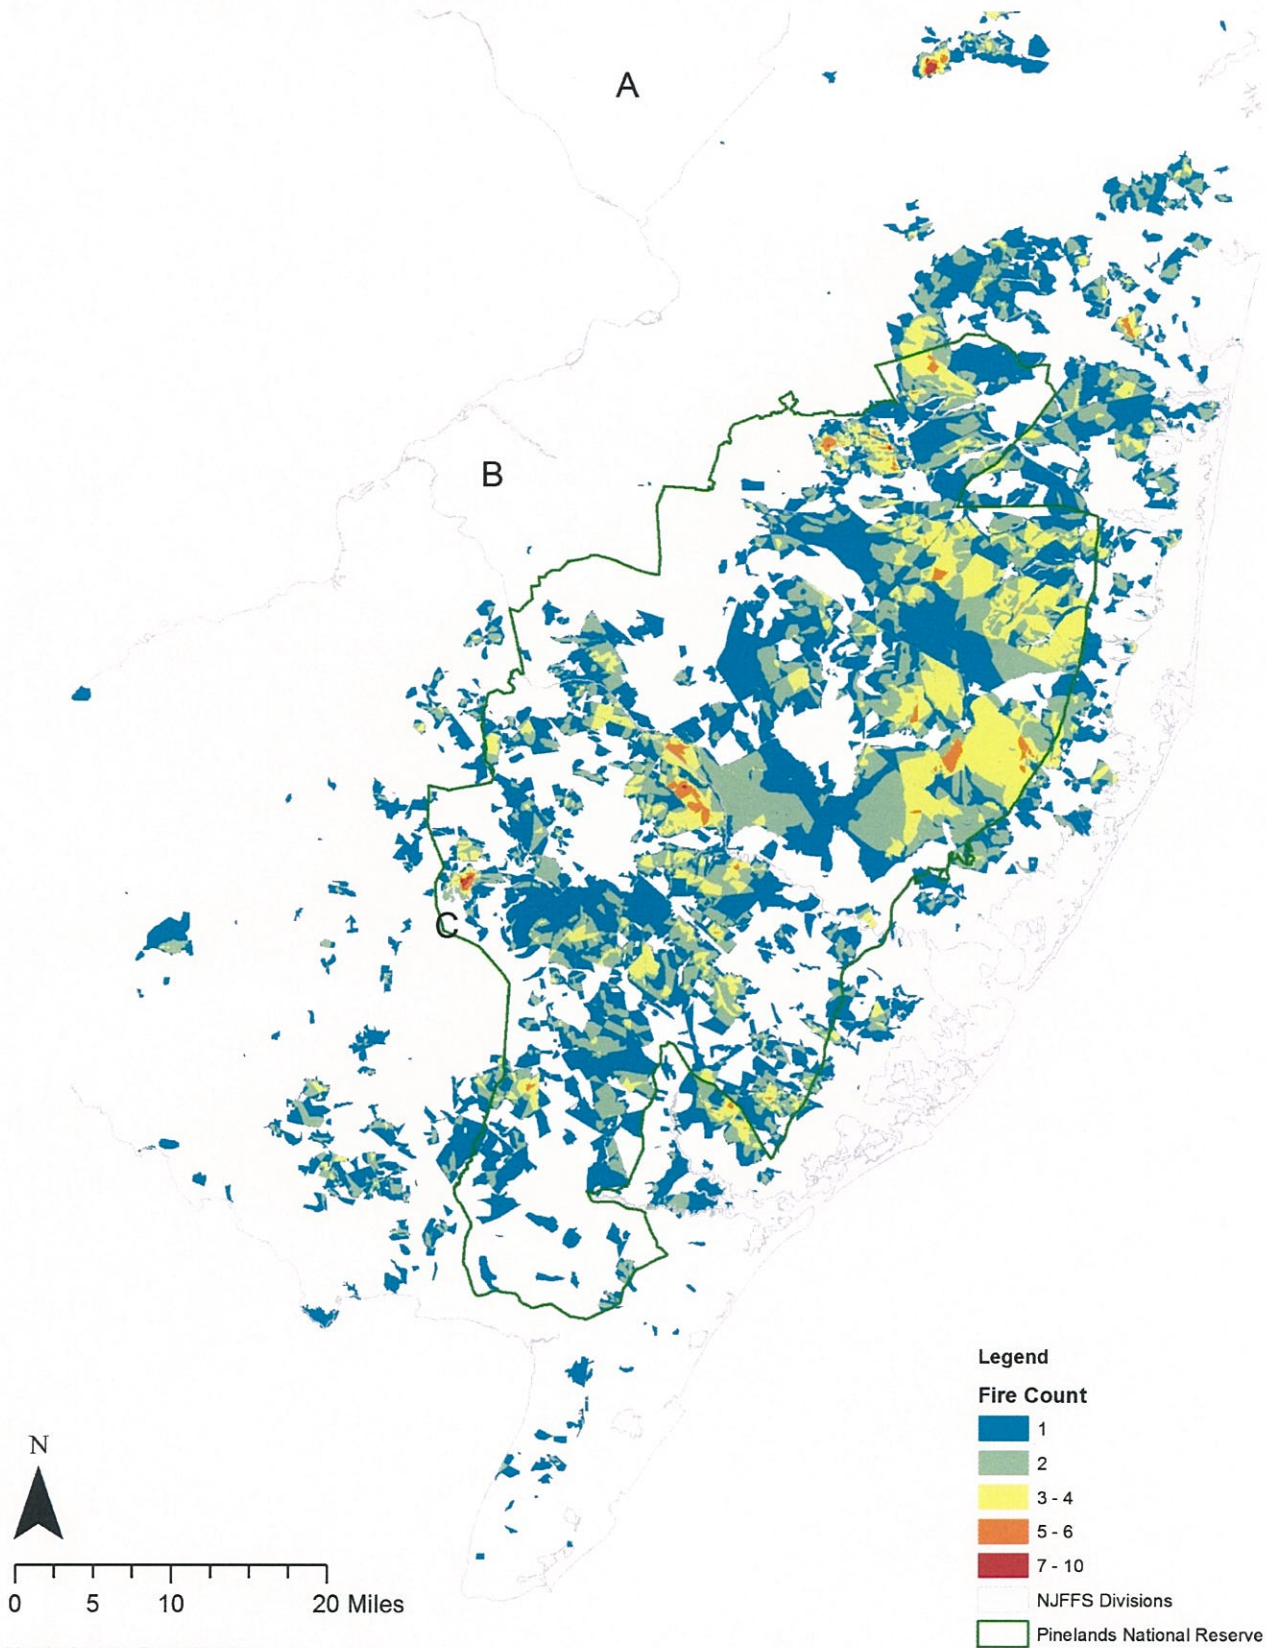 A
B
C
Legend
Fire Count
1
2
3 - 4
5 - 6
7 - 10
NJFFS Divisions
Pinelands National Reserve
N
0 5 10 20 Miles